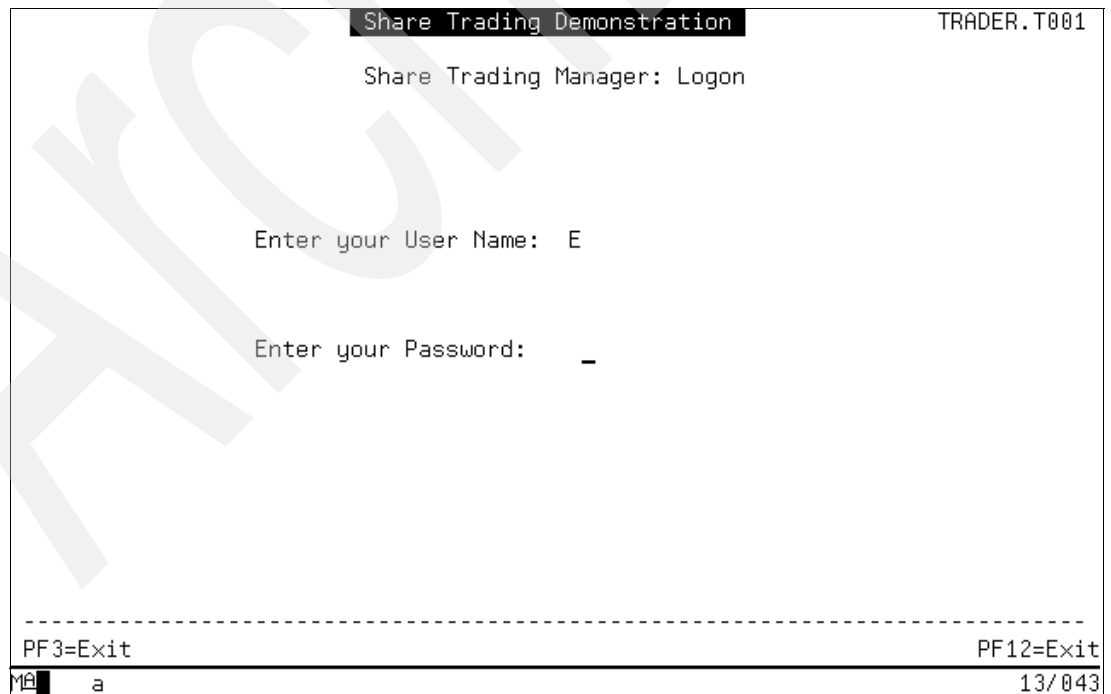 Share Trading Demonstration TRADER.T001
Share Trading Manager: Logon
Enter your User Name: E
Enter your Password: _
--------------------------------------------------------------------------------
PF3=Exit PF12=Exit
MA a 13/043